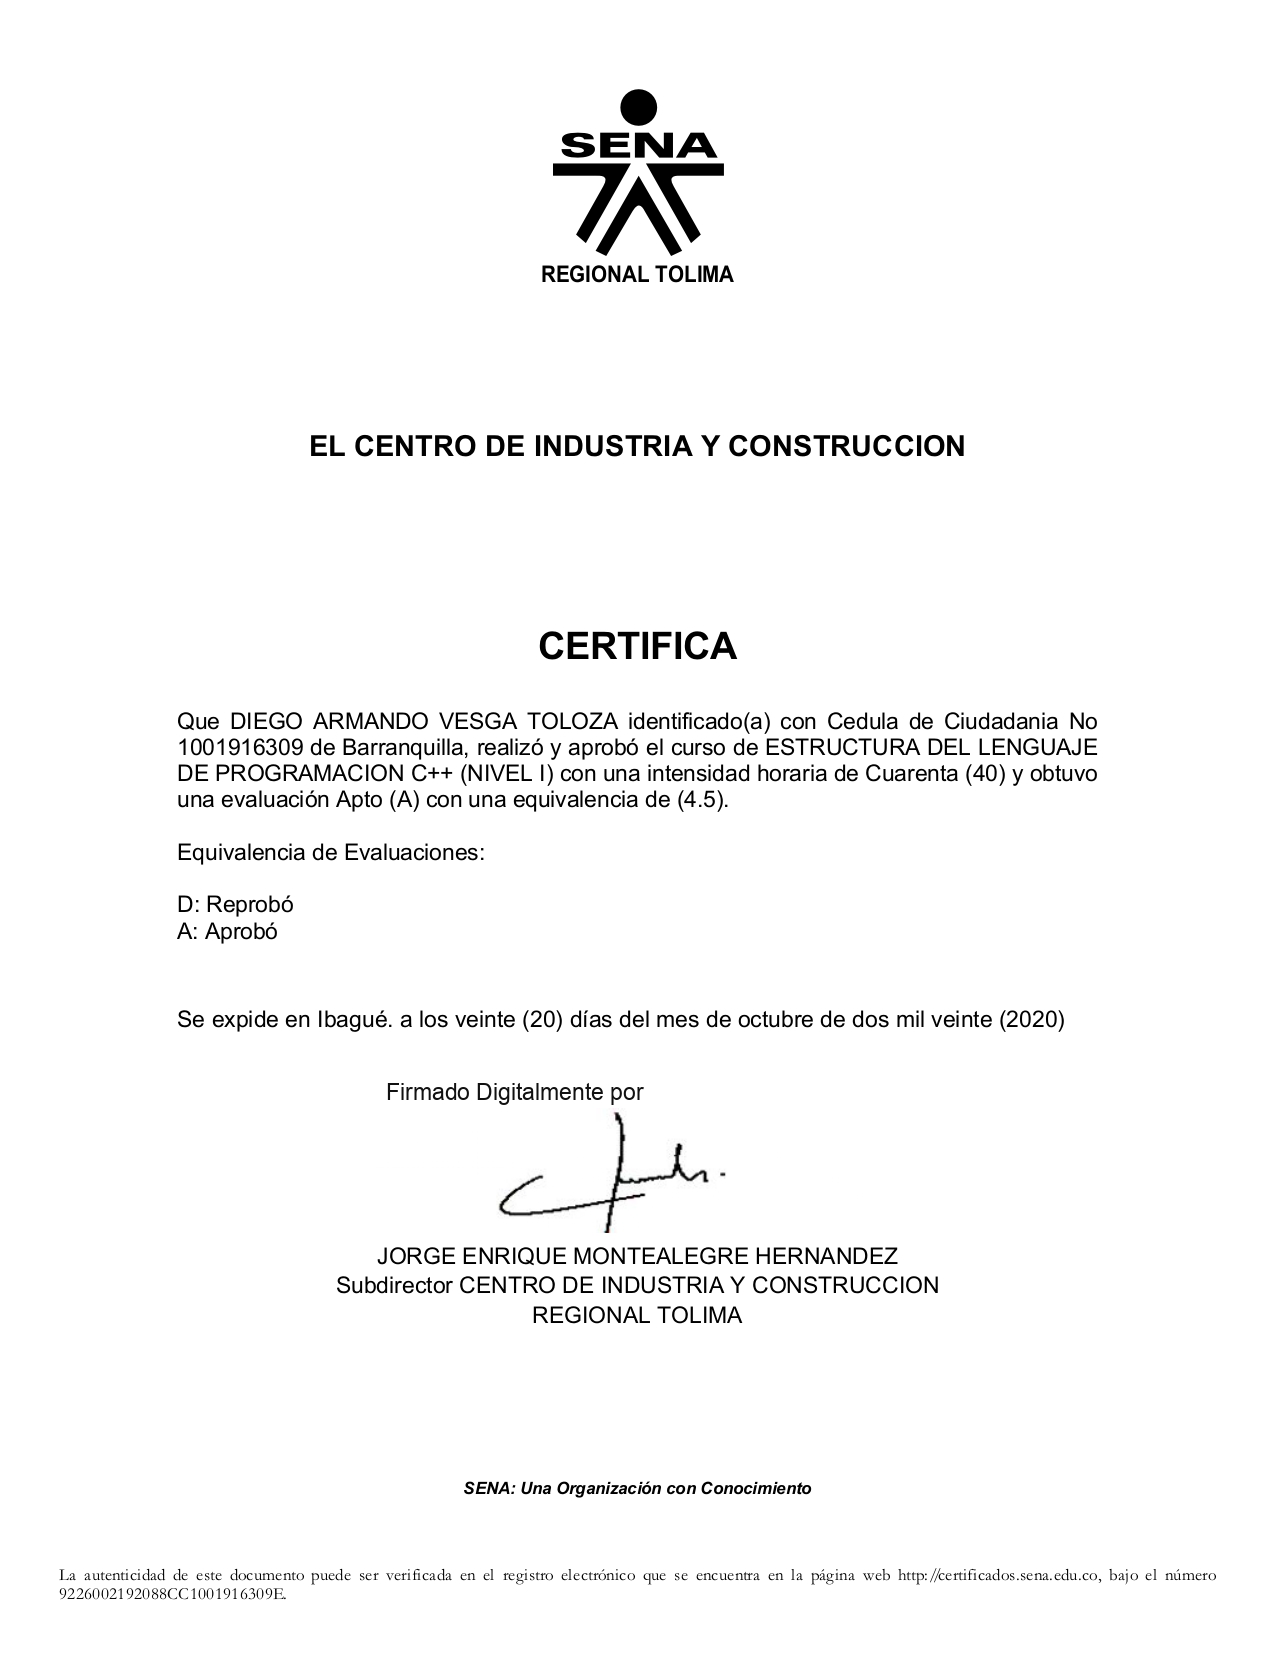 SENA
REGIONAL TOLIMA
EL CENTRO DE INDUSTRIA Y CONSTRUCCION
CERTIFICA
Que DIEGO ARMANDO VESGA TOLOZA identificado(a) con Cedula de Ciudadania No
1001916309 de Barranquilla, realizó y aprobó el curso de ESTRUCTURA DEL LENGUAJE
DE PROGRAMACION C++ (NIVEL I) con una intensidad horaria de Cuarenta (40) y obtuvo
una evaluación Apto (A) con una equivalencia de (4.5).
Equivalencia de Evaluaciones:
D: Reprobó
A: Aprobó
Se expide en Ibagué. a los veinte (20) días del mes de octubre de dos mil veinte (2020)
Firmado Digitalmente por
JORGE ENRIQUE MONTEALEGRE HERNANDEZ
Subdirector CENTRO DE INDUSTRIA Y CONSTRUCCION
REGIONAL TOLIMA
SENA: Una Organización con Conocimiento
La autenticidad de este documento puede ser verificada en el registro electrónico que se encuentra en la página web http://certificados.sena.edu.co, bajo el número
9226002192088CC1001916309E.